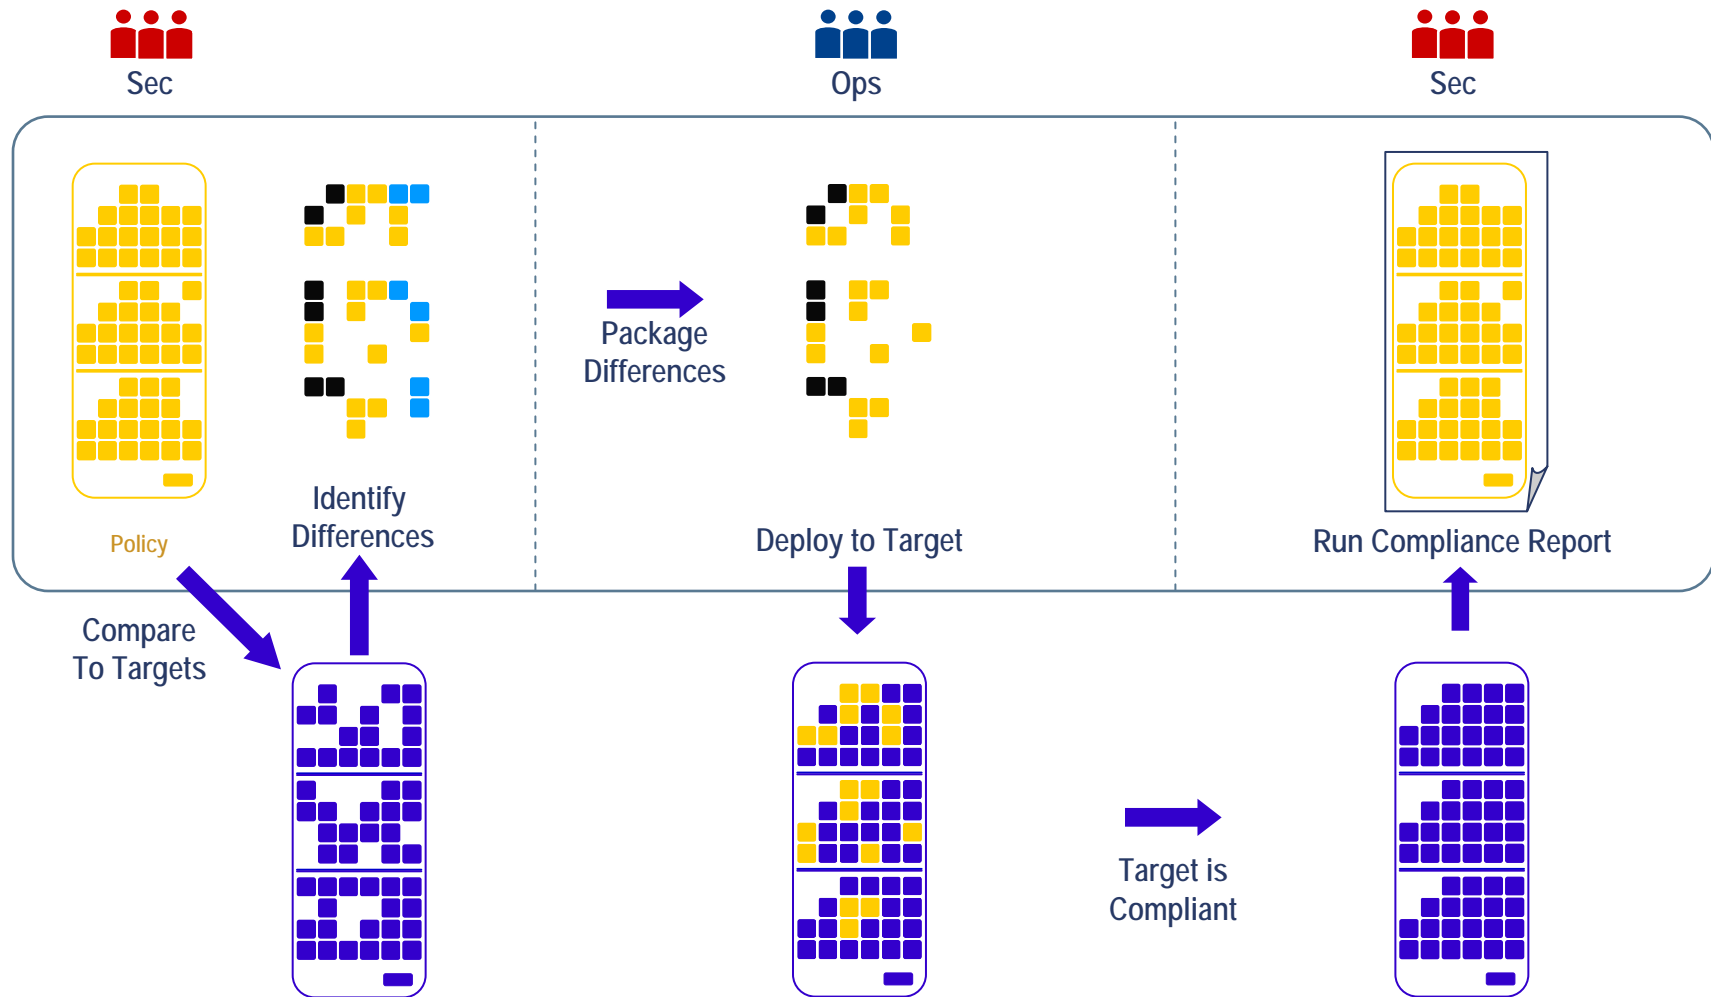 Sec
Ops
Sec
Policy
Identify
Differences
Package
Differences
Deploy to Target
Run Compliance Report
Compare
To Targets
Target is
Compliant